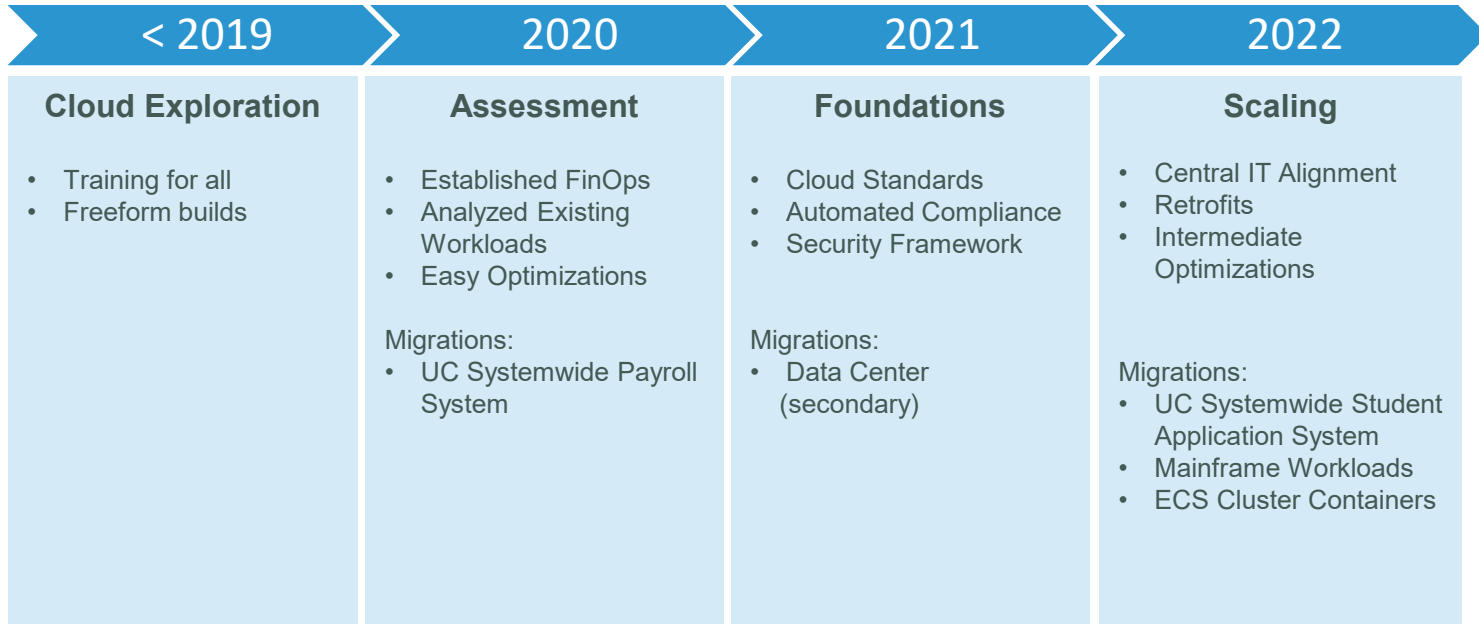 < 2019
2020
2021
2022
Cloud Exploration
• Training for all
• Freeform builds
Assessment
• Established FinOps
• Analyzed Existing
Workloads
• Easy Optimizations
Migrations:
• UC Systemwide Payroll
System
Foundations
• Cloud Standards
• Automated Compliance
• Security Framework
Migrations:
• Data Center
(secondary)
Scaling
• Central IT Alignment
• Retrofits
• Intermediate
Optimizations
Migrations:
• UC Systemwide Student
Application System
• Mainframe Workloads
• ECS Cluster Containers